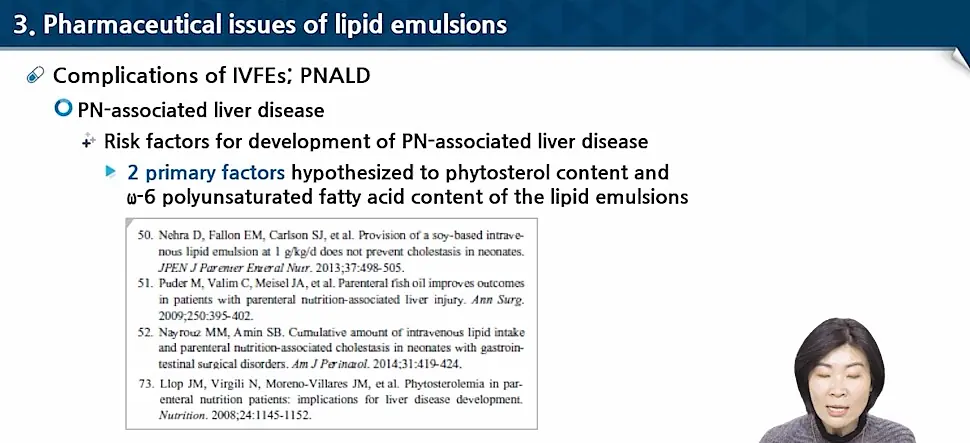 3. Pharmaceutical issues of lipid emulsions
Complications of IVFEs; PNALD
PN-associated liver disease
Risk factors for development of PN-associated liver disease
2 primary factors hypothesized to phytosterol content and
ω-6 polyunsaturated fatty acid content of the lipid emulsions
50. Nehra D, Fallon EM, Carlson SJ, et al. Provision of a soy-based intrave-
nous lipid emulsion at 1 g/kg/d does not prevent cholestasis in neonates.
JPEN J Parenter Enteral Nutr. 2013;37:498-505.
51. Puder M, Valim C, Meisel JA, et al. Parenteral fish oil improves outcomes
in patients with parenteral nutrition-associated liver injury. Ann Surg.
2009;250:395-402.
52. Nayrouz MM, Amin SB. Cumulative amount of intravenous lipid intake
and parenteral nutrition-associated cholestasis in neonates with gastroin-
testinal surgical disorders. Am J Perinatol. 2014;31:419-424.
73. Llop JM, Virgili N, Moreno-Villares JM, et al. Phytosterolemia in par-
enteral nutrition patients: implications for liver disease development.
Nutrition. 2008;24:1145-1152.